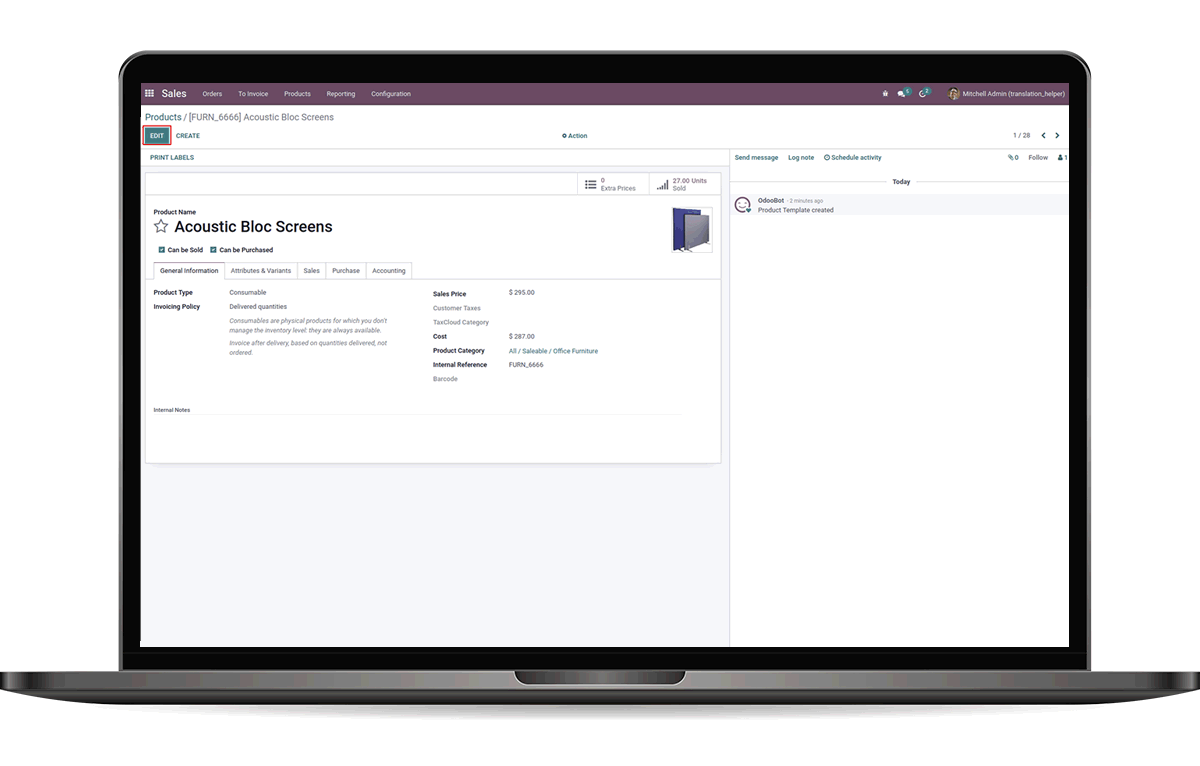 Sales Orders To Invoice Products Reporting Configuration 5 2 Mitchell Admin (translation_helper)
Products / [FURN_6666] Acoustic Bloc Screens
EDIT CREATE Action 1 / 28
PRINT LABELS Send message Log note Schedule activity 0 Follow 1
0 Extra Prices
27.00 Units Sold
Today
OdooBot - 2 minutes ago
Product Template created
Product Name
Acoustic Bloc Screens
Can be Sold Can be Purchased
General Information Attributes & Variants Sales Purchase Accounting
Product Type Consumable
Invoicing Policy Delivered quantities
Consumables are physical products for which you don't
manage the inventory level: they are always available.
Invoice after delivery, based on quantities delivered, not
ordered.
Sales Price $ 295.00
Customer Taxes
TaxCloud Category
Cost $ 287.00
Product Category All / Saleable / Office Furniture
Internal Reference FURN_6666
Barcode
Internal Notes